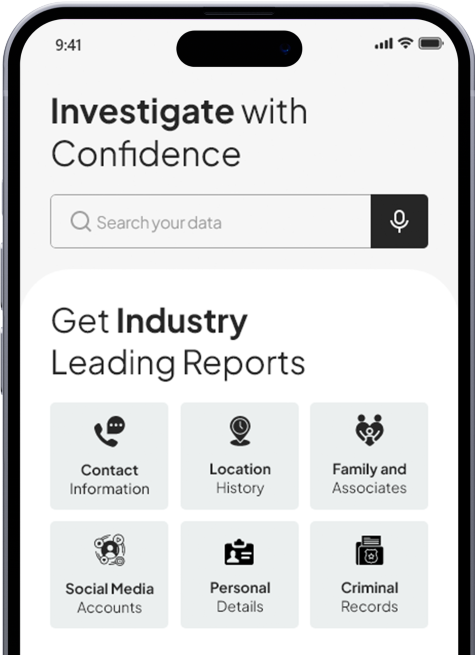 9:41
Investigate with
Confidence
Search your data
Get Industry
Leading Reports
Contact
Information
Location
History
Family and
Associates
Social Media
Accounts
Personal
Details
Criminal
Records